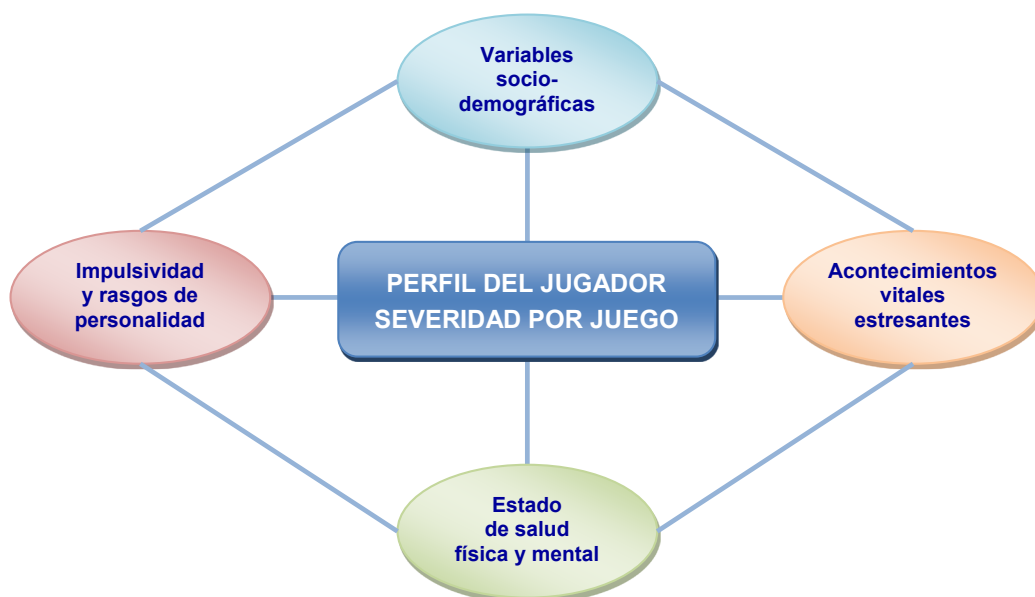 Variables
socio-
demográficas
Impulsividad
y rasgos de
personalidad
PERFIL DEL JUGADOR
SEVERIDAD POR JUEGO
Acontecimientos
vitales
estresantes
Estado
de salud
física y mental